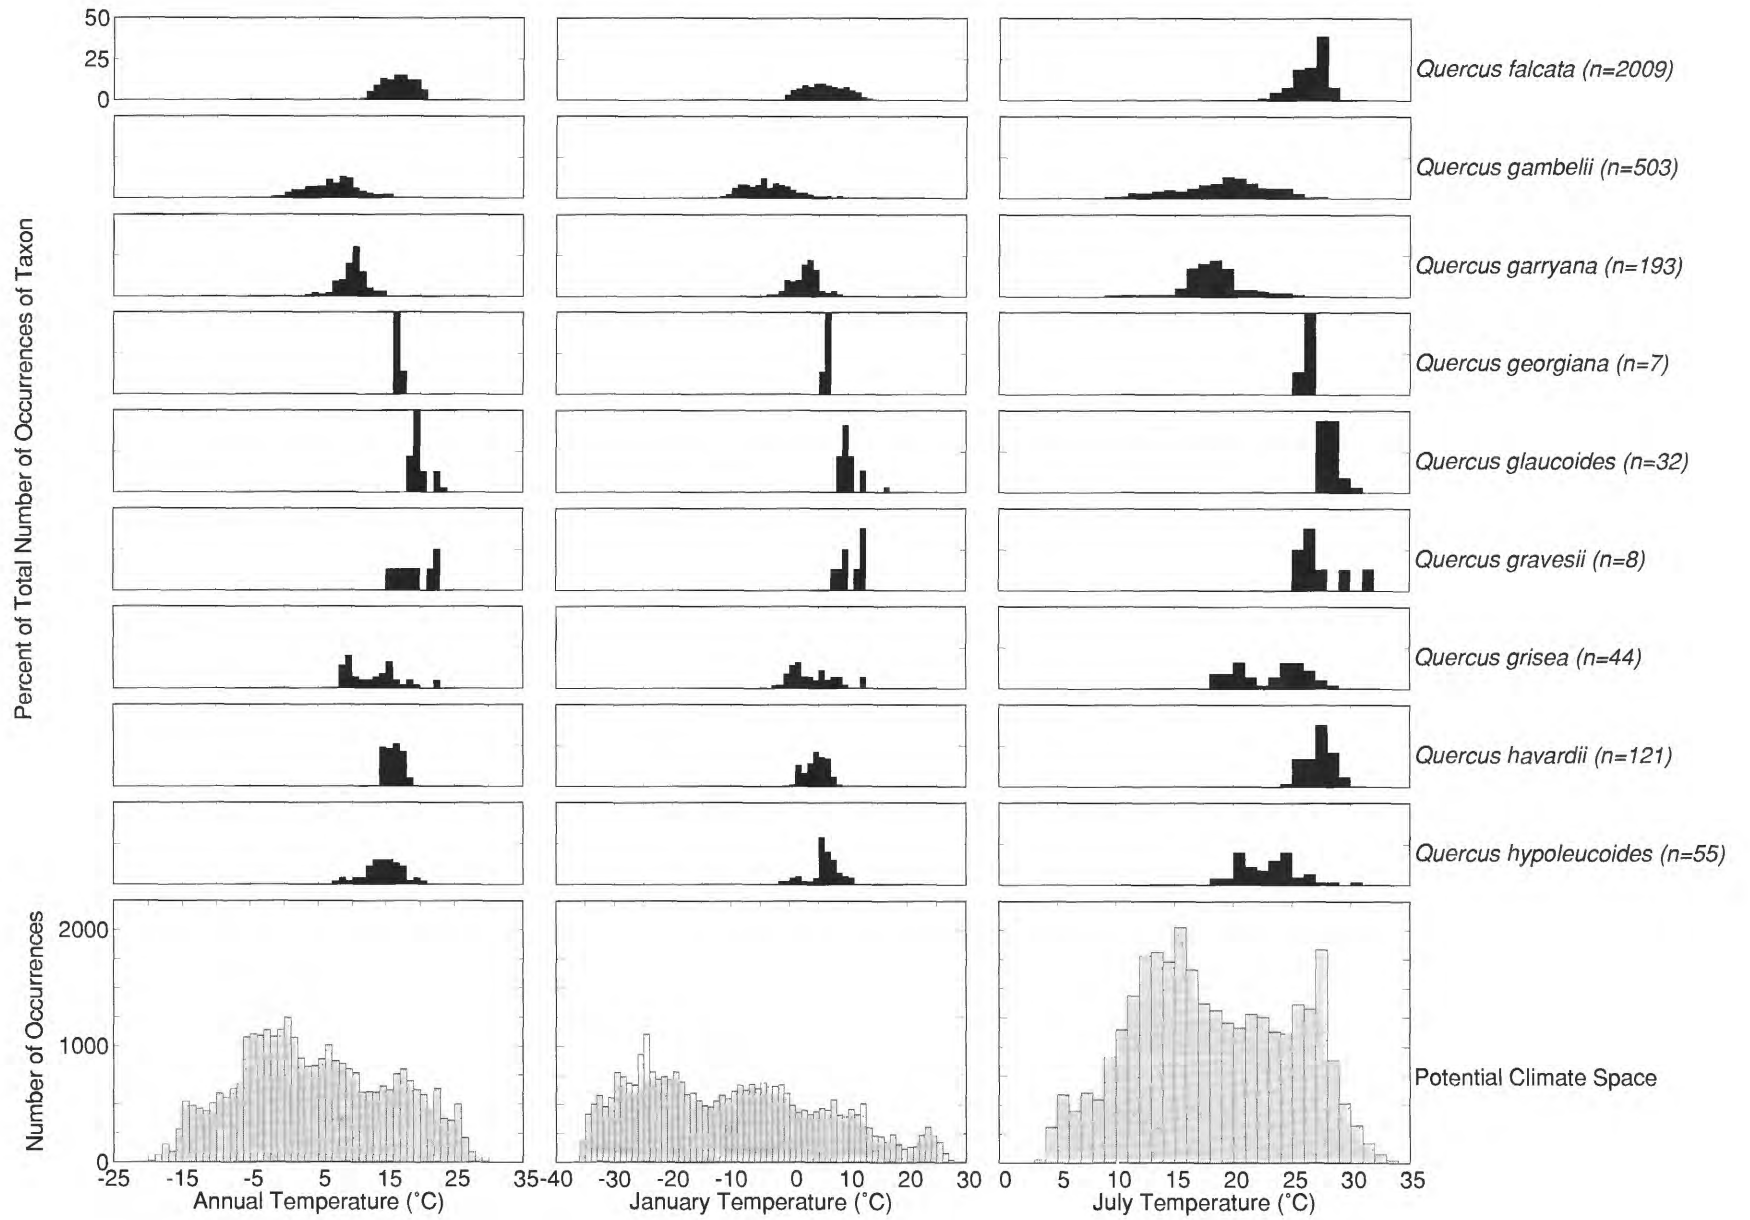 50
25
0
Quercus falcata (n=2009)
Quercus gambelii (n=503)
Quercus garryana (n=193)
Quercus georgiana (n=7)
Quercus glaucoides (n=32)
Quercus gravesii (n=8)
Quercus grisea (n=44)
Quercus havardii (n=121)
Quercus hypoleucoides (n=55)
Percent of Total Number of Occurrences of Taxon
Number of Occurrences
2000
1000
0
Potential Climate Space
-25 -15 -5 5 15 25 35
Annual Temperature (°C)
-40 -30 -20 -10 0 10 20 30
January Temperature (°C)
0 5 10 15 20 25 30 35
July Temperature (°C)